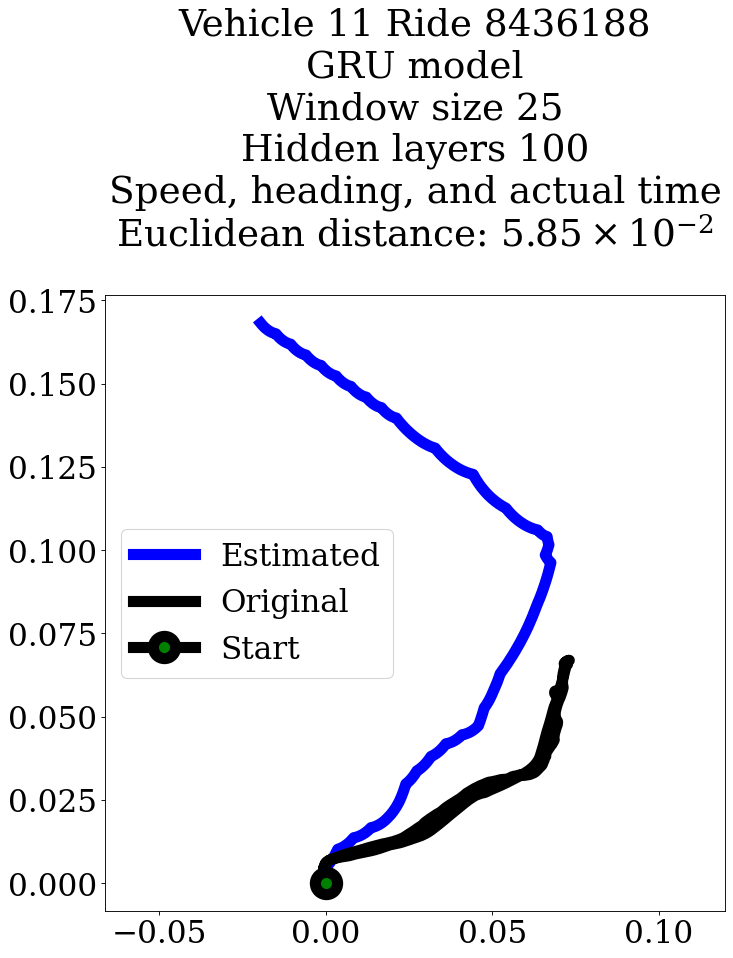 Vehicle 11 Ride 8436188
GRU model
Window size 25
Hidden layers 100
Speed, heading, and actual time
Euclidean distance: 5.85 × 10⁻²
0.175
0.150
0.125
0.100
0.075
0.050
0.025
0.000
Estimated
Original
Start
−0.05
0.00
0.05
0.10